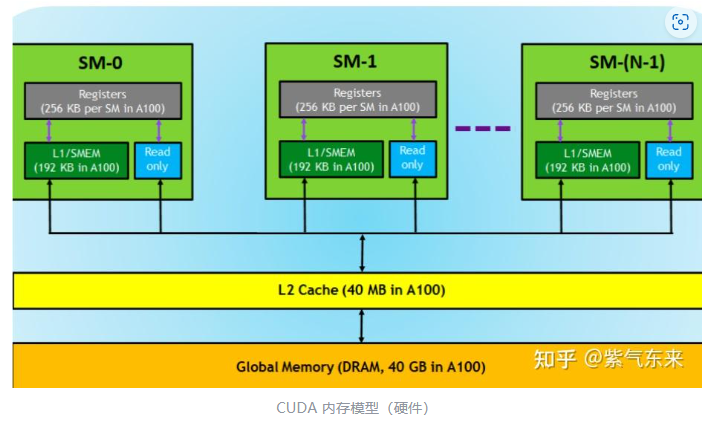 SM-0
Registers
(256 KB per SM in A100)
L1/SMEM
(192 KB in A100)
Read
only
SM-1
Registers
(256 KB per SM in A100)
L1/SMEM
(192 KB in A100)
Read
only
SM-(N-1)
Registers
(256 KB per SM in A100)
L1/SMEM
(192 KB in A100)
Read
only
L2 Cache (40 MB in A100)
Global Memory (DRAM, 40 GB in A100)
知乎 @紫气东来
CUDA 内存模型（硬件）